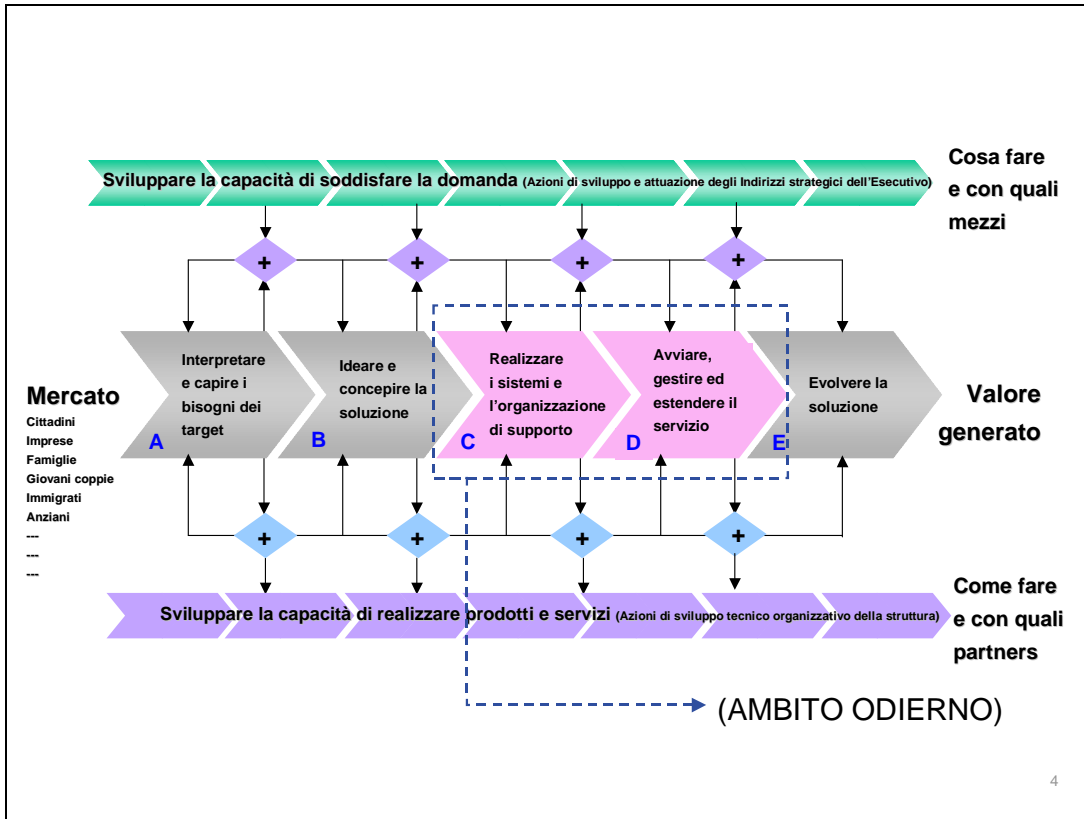 Sviluppare la capacità di soddisfare la domanda (Azioni di sviluppo e attuazione degli Indirizzi strategici dell'Esecutivo)
Cosa fare
e con quali
mezzi
+
+
+
+
Mercato
Cittadini
Imprese
Famiglie
Giovani coppie
Immigrati
Anziani
---
---
---
Interpretare
e capire i
bisogni dei
target
A
Ideare e
concepire la
soluzione
B
Realizzare
i sistemi e
l'organizzazione
di supporto
C
Avviare,
gestire ed
estendere il
servizio
D
Evolvere la
soluzione
E
Valore
generato
+
+
+
+
Sviluppare la capacità di realizzare prodotti e servizi (Azioni di sviluppo tecnico organizzativo della struttura)
Come fare
e con quali
partners
(AMBITO ODIERNO)
4